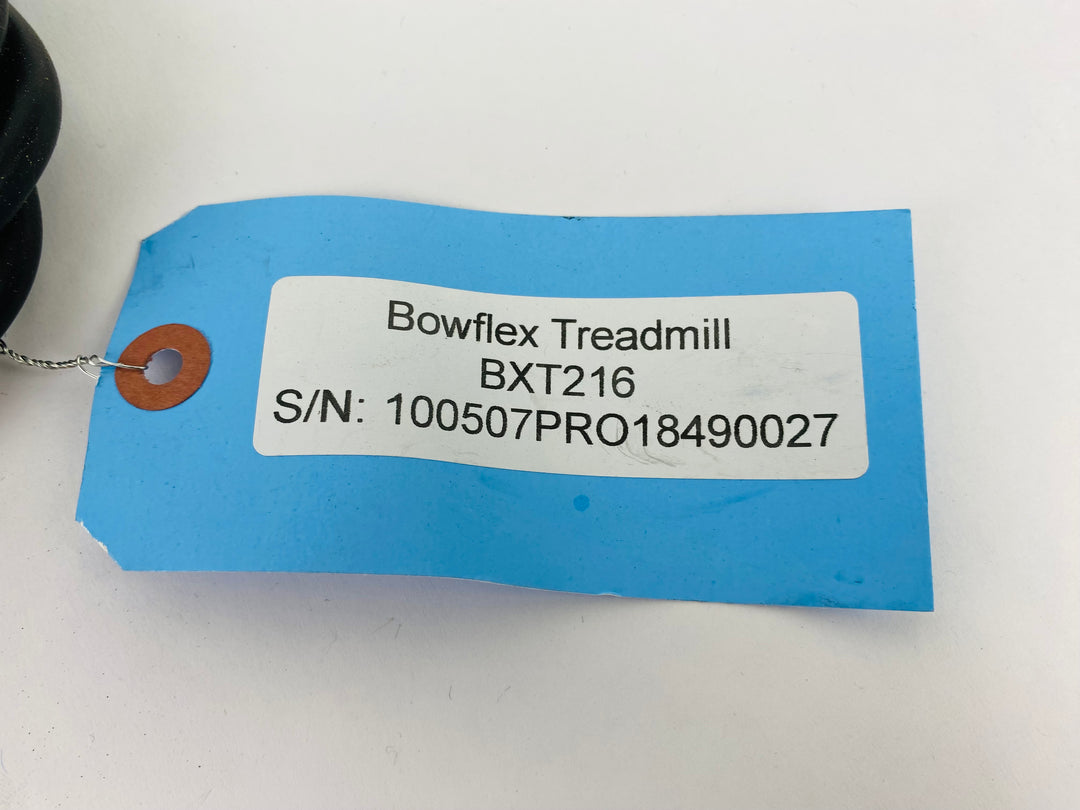 Bowflex Treadmill
BXT216
S/N: 100507PRO18490027